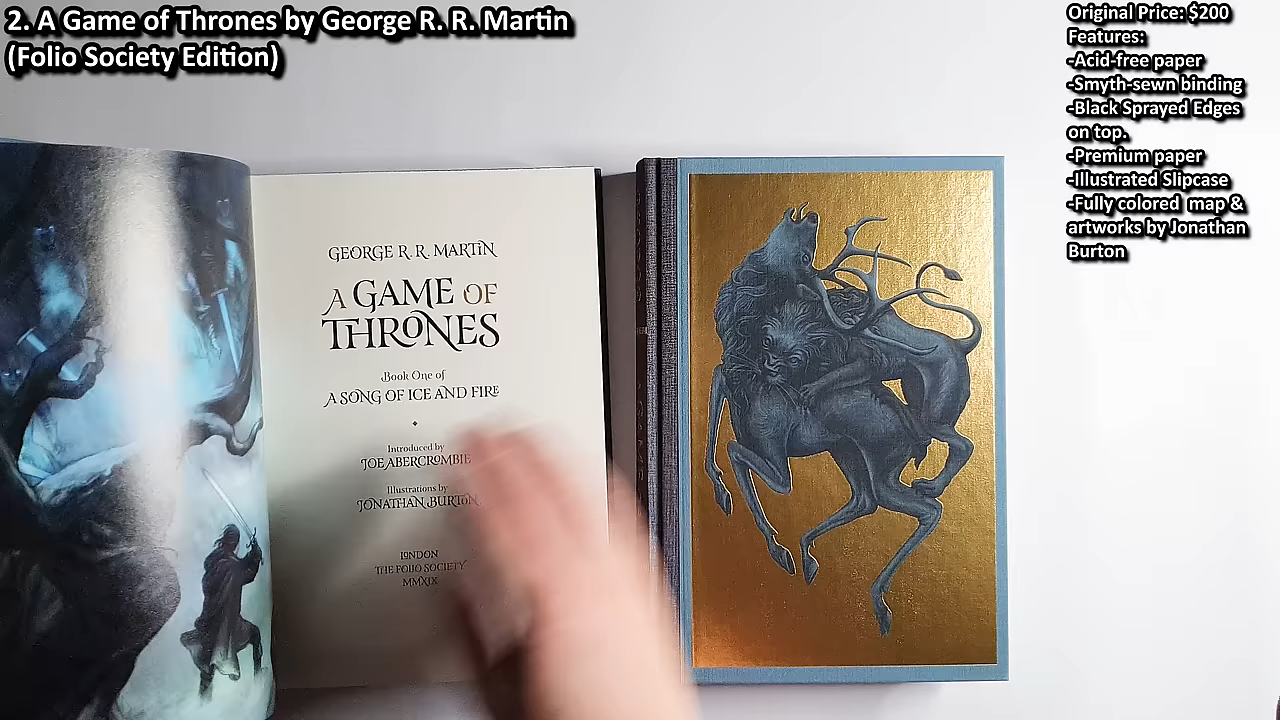 2. A Game of Thrones by George R. R. Martin
(Folio Society Edition)
Original Price: $200
Features:
-Acid-free paper
-Smyth-sewn binding
-Black Sprayed Edges
on top.
-Premium paper
-Illustrated Slipcase
-Fully colored map &
artworks by Jonathan
Burton
GEORGE R. R. MARTIN
A GAME OF
THRONES
Book One of
A SONG OF ICE AND FIRE
Introduced by
JOE ABERCROMBIE
Illustrations by
JONATHAN BURTON
LONDON
THE FOLIO SOCIETY
MMXIX